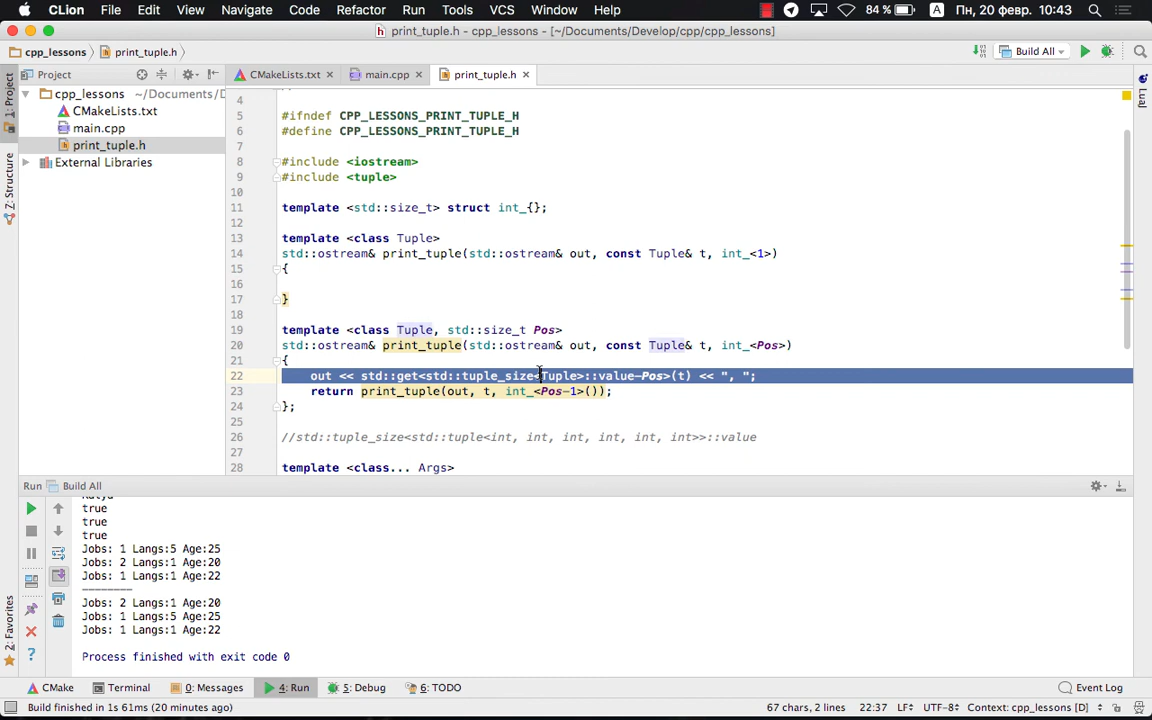 CLion File Edit View Navigate Code Refactor Run Tools VCS Window Help 84 % A Пн, 20 февр. 10:43
print_tuple.h - cpp_lessons - [~/Documents/Develop/cpp/cpp_lessons]
cpp_lessons print_tuple.h Build All
Project CMakeLists.txt main.cpp print_tuple.h
1: Project
Z: Structure
2: Favorites
Lua
cpp_lessons ~/Documents/D
CMakeLists.txt
main.cpp
print_tuple.h
External Libraries
4
5 #ifndef CPP_LESSONS_PRINT_TUPLE_H
6 #define CPP_LESSONS_PRINT_TUPLE_H
7
8 #include <iostream>
9 #include <tuple>
10
11 template <std::size_t> struct int_{};
12
13 template <class Tuple>
14 std::ostream& print_tuple(std::ostream& out, const Tuple& t, int_<1>)
15 {
16
17 }
18
19 template <class Tuple, std::size_t Pos>
20 std::ostream& print_tuple(std::ostream& out, const Tuple& t, int_<Pos>)
21 {
22 out << std::get<std::tuple_size<Tuple>::value-Pos>(t) << ", ";
23 return print_tuple(out, t, int_<Pos-1>());
24 };
25
26 //std::tuple_size<std::tuple<int, int, int, int, int, int>>::value
27
28 template <class... Args>
Run Build All
Katya
true
true
true
Jobs: 1 Langs:5 Age:25
Jobs: 2 Langs:1 Age:20
Jobs: 1 Langs:1 Age:22
--------
Jobs: 2 Langs:1 Age:20
Jobs: 1 Langs:5 Age:25
Jobs: 1 Langs:1 Age:22
Process finished with exit code 0
CMake Terminal 0: Messages 4: Run 5: Debug 6: TODO Event Log
Build finished in 1s 61ms (20 minutes ago) 67 chars, 2 lines 22:37 LF UTF-8 Context: cpp_lessons [D]